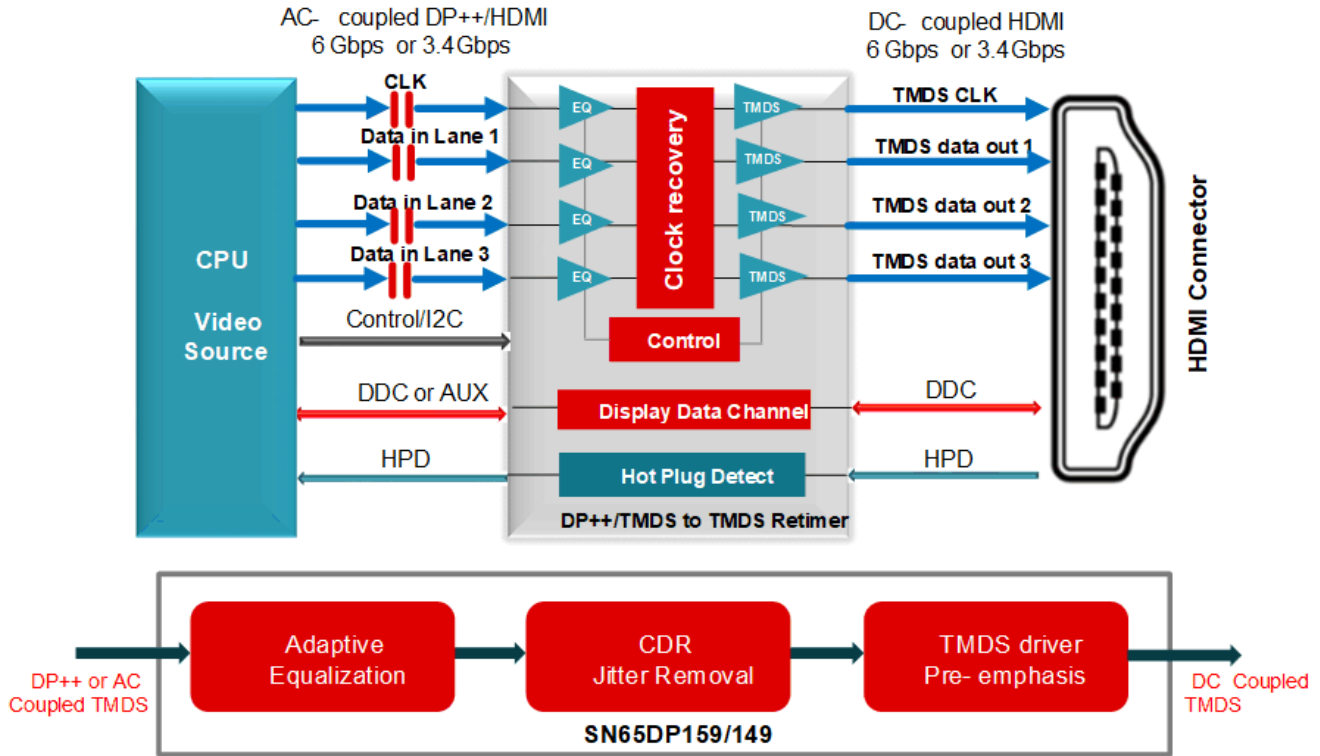 AC- coupled DP++/HDMI
6 Gbps or 3.4Gbps
DC- coupled HDMI
6 Gbps or 3.4Gbps
CPU
Video
Source
CLK
Data in Lane 1
Data in Lane 2
Data in Lane 3
Control/I2C
DDC or AUX
HPD
EQ
EQ
EQ
EQ
Clock recovery
TMDS
TMDS
TMDS
TMDS
Control
Display Data Channel
Hot Plug Detect
DP++/TMDS to TMDS Retimer
TMDS CLK
TMDS data out 1
TMDS data out 2
TMDS data out 3
DDC
HPD
HDMI Connector
DP++ or AC
Coupled TMDS
Adaptive
Equalization
CDR
Jitter Removal
TMDS driver
Pre- emphasis
DC Coupled
TMDS
SN65DP159/149